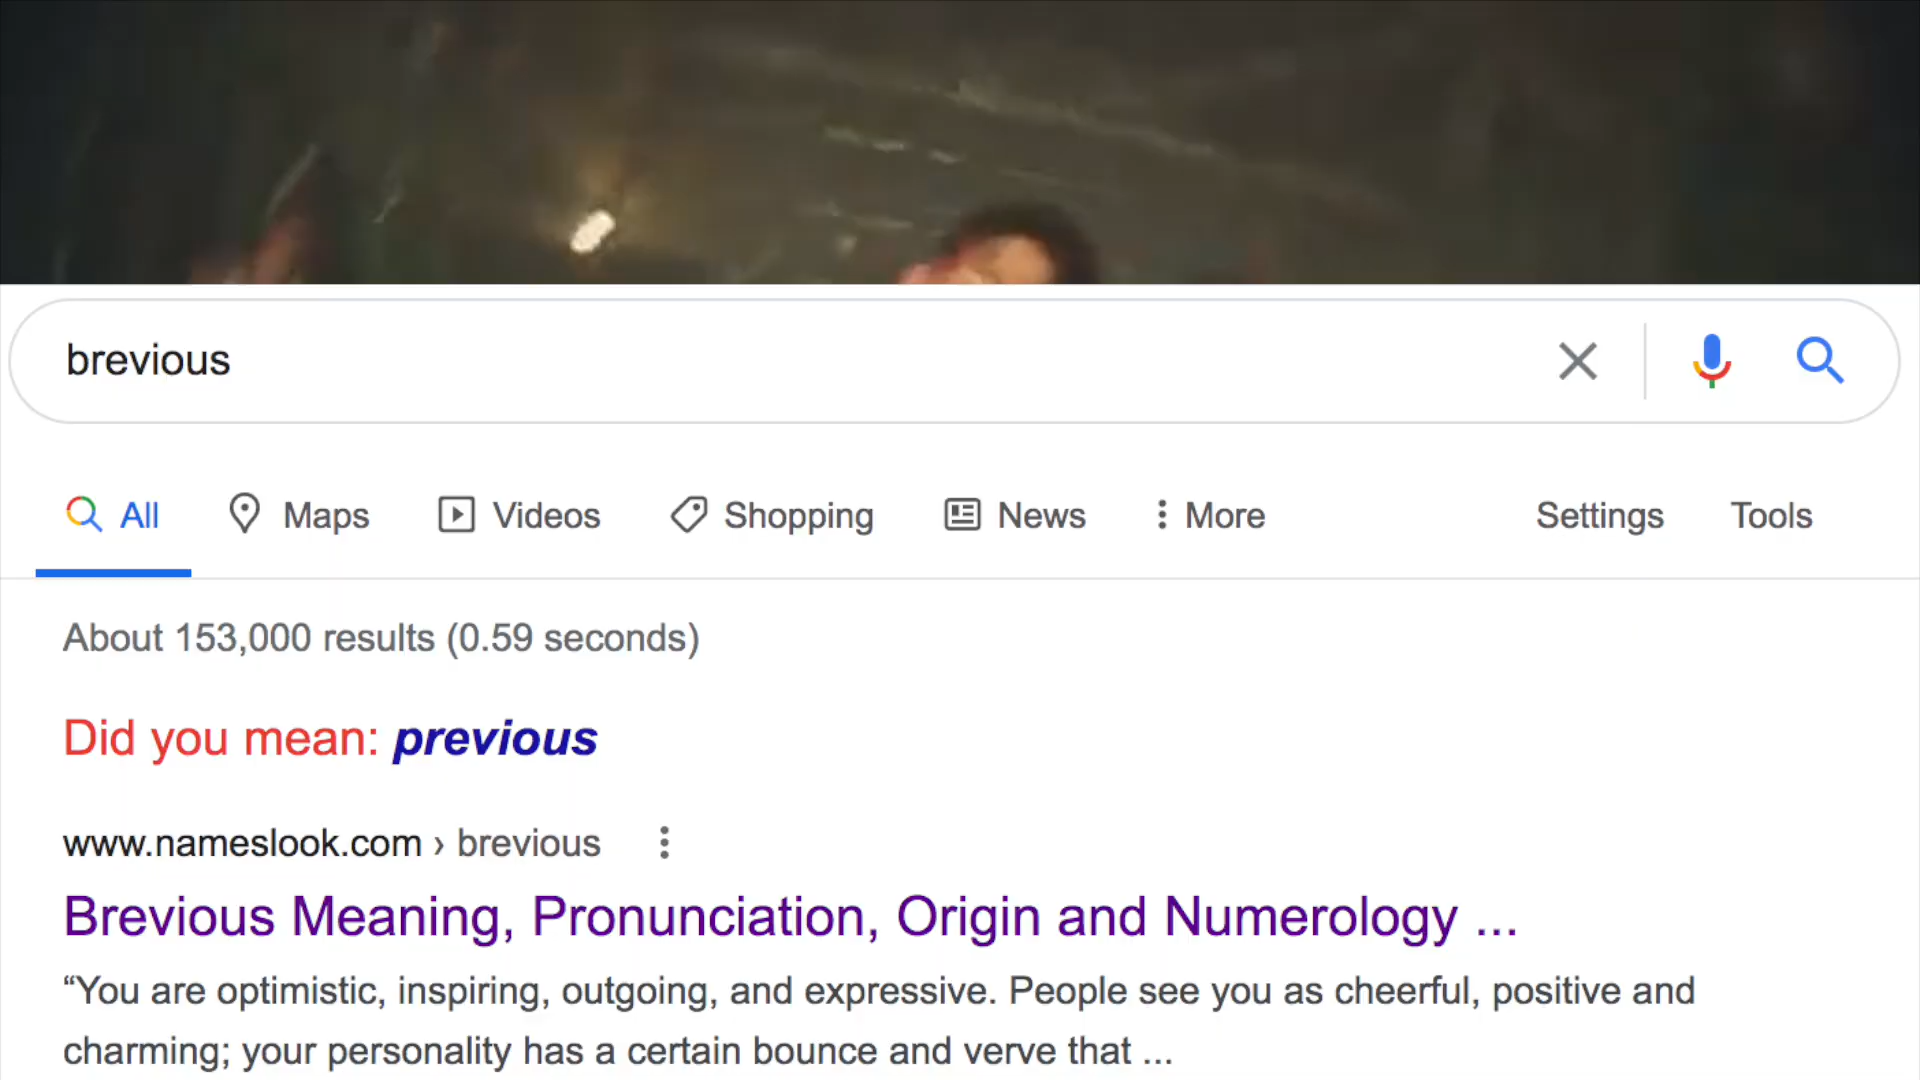 brevious
All Maps Videos Shopping News More Settings Tools
About 153,000 results (0.59 seconds)
Did you mean: previous
www.nameslook.com › brevious
Brevious Meaning, Pronunciation, Origin and Numerology ...
“You are optimistic, inspiring, outgoing, and expressive. People see you as cheerful, positive and
charming; your personality has a certain bounce and verve that ...